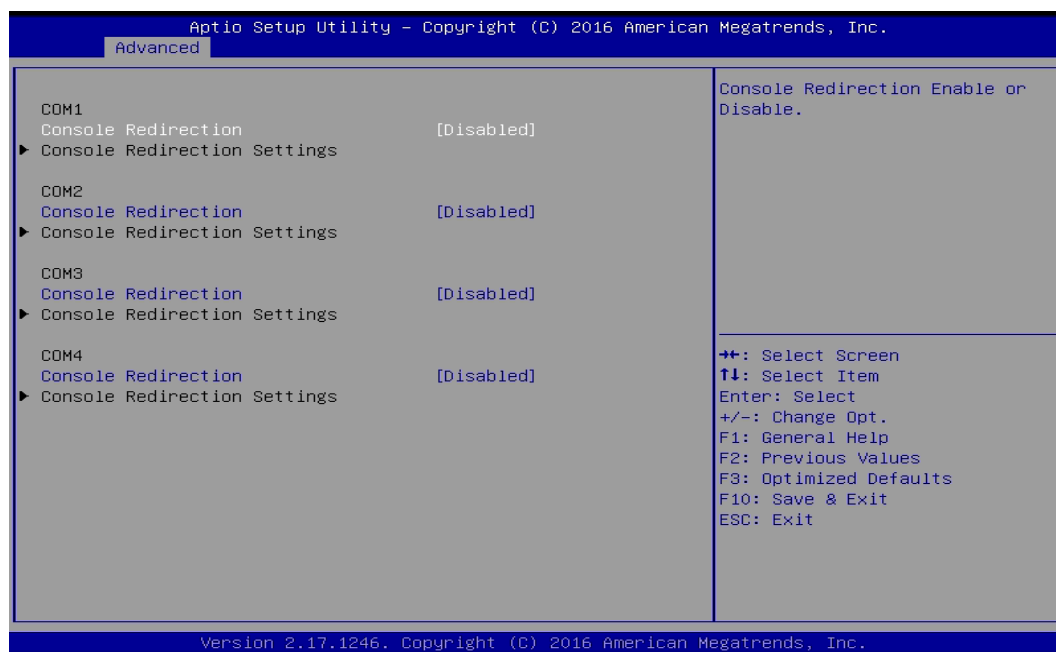 Aptio Setup Utility – Copyright (C) 2016 American Megatrends, Inc.
Advanced
COM1
Console Redirection [Disabled]
▶ Console Redirection Settings
COM2
Console Redirection [Disabled]
▶ Console Redirection Settings
COM3
Console Redirection [Disabled]
▶ Console Redirection Settings
COM4
Console Redirection [Disabled]
▶ Console Redirection Settings
Console Redirection Enable or
Disable.
→←: Select Screen
↑↓: Select Item
Enter: Select
+/-: Change Opt.
F1: General Help
F2: Previous Values
F3: Optimized Defaults
F10: Save & Exit
ESC: Exit
Version 2.17.1246. Copyright (C) 2016 American Megatrends, Inc.